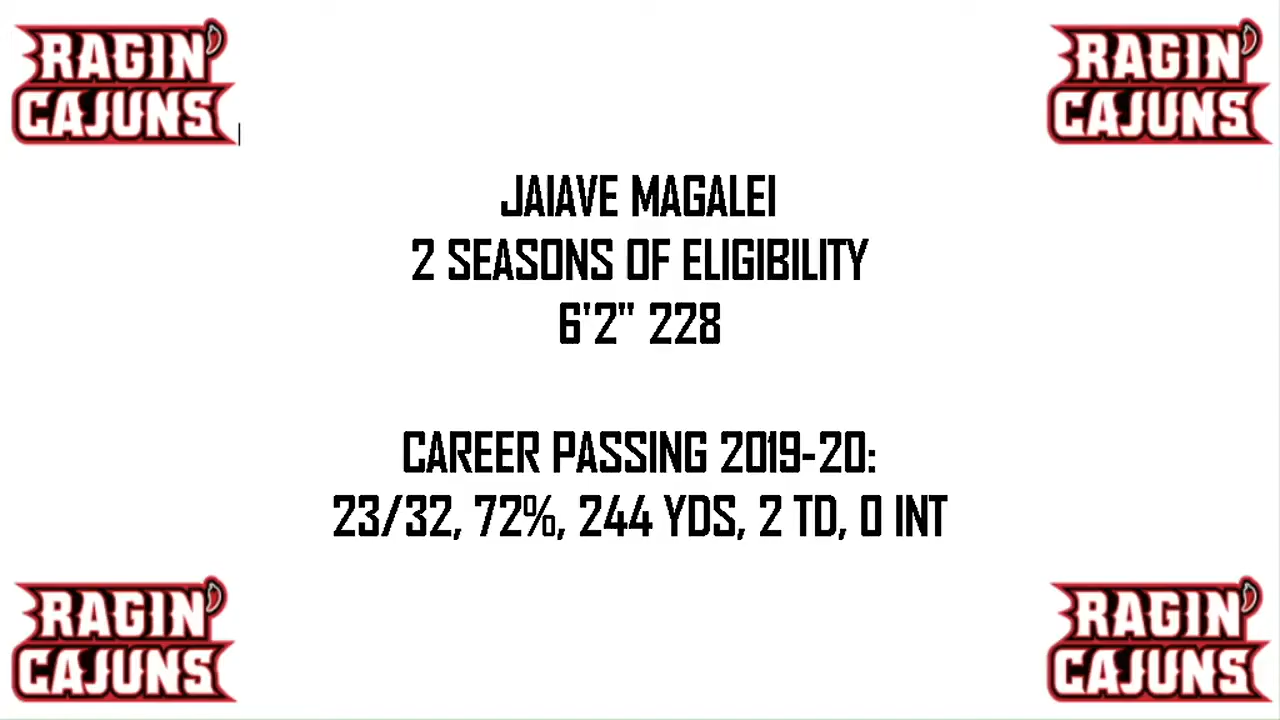 RAGIN'
CAJUNS
RAGIN'
CAJUNS
JAIAVE MAGALEI
2 SEASONS OF ELIGIBILITY
6'2" 228
CAREER PASSING 2019-20:
23/32, 72%, 244 YDS, 2 TD, 0 INT
RAGIN'
CAJUNS
RAGIN'
CAJUNS